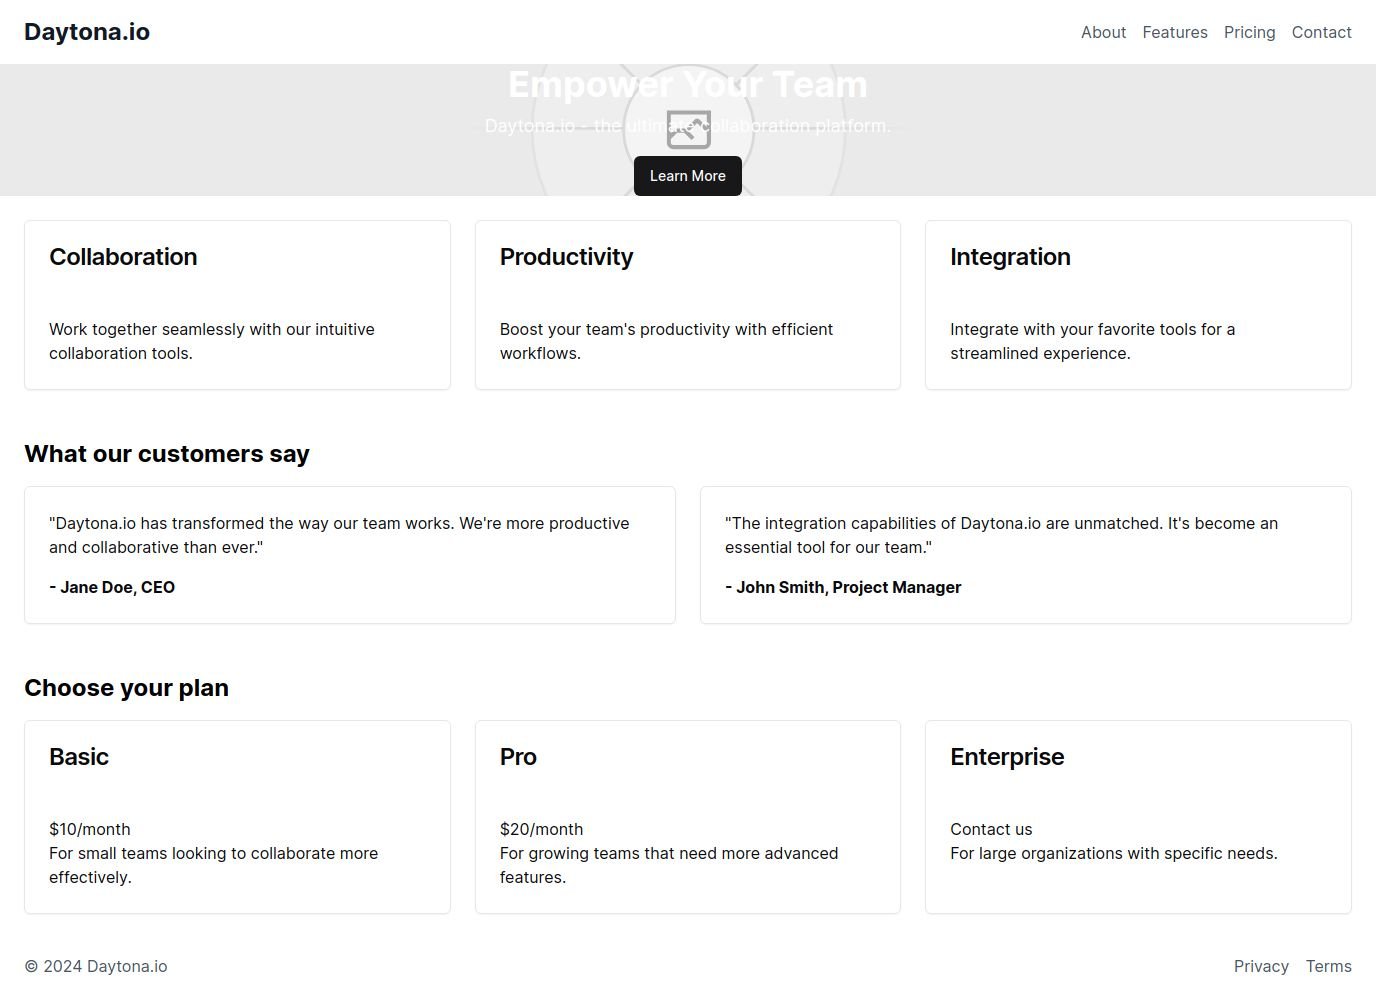 Daytona.io
About Features Pricing Contact
Empower Your Team
Daytona.io - the ultimate collaboration platform.
Learn More
Collaboration
Work together seamlessly with our intuitive
collaboration tools.
Productivity
Boost your team's productivity with efficient
workflows.
Integration
Integrate with your favorite tools for a
streamlined experience.
What our customers say
"Daytona.io has transformed the way our team works. We're more productive
and collaborative than ever."
- Jane Doe, CEO
"The integration capabilities of Daytona.io are unmatched. It's become an
essential tool for our team."
- John Smith, Project Manager
Choose your plan
Basic
$10/month
For small teams looking to collaborate more
effectively.
Pro
$20/month
For growing teams that need more advanced
features.
Enterprise
Contact us
For large organizations with specific needs.
© 2024 Daytona.io
Privacy Terms